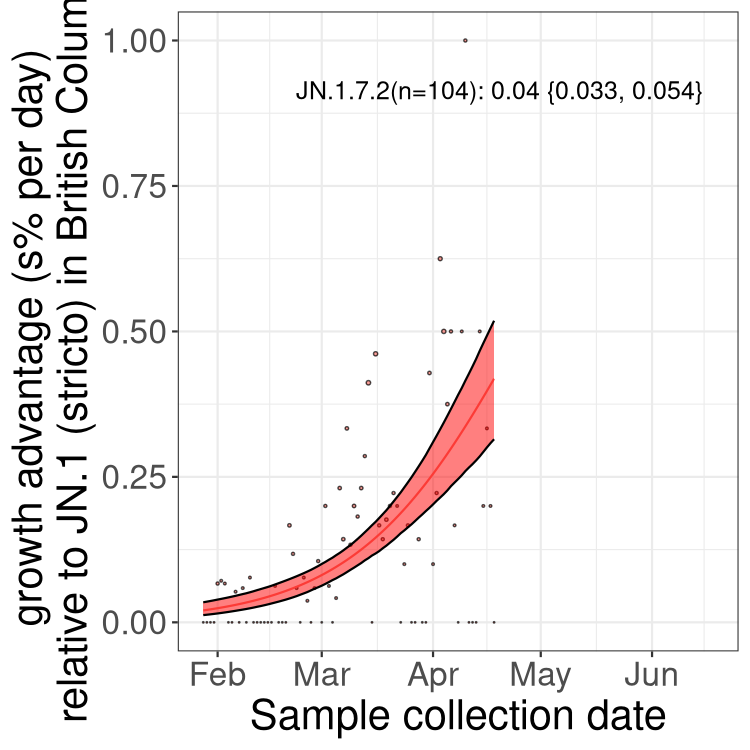 growth advantage (s% per day)
relative to JN.1 (stricto) in British Colum
1.00
0.75
0.50
0.25
0.00
JN.1.7.2(n=104): 0.04 {0.033, 0.054}
Feb Mar Apr May Jun
Sample collection date